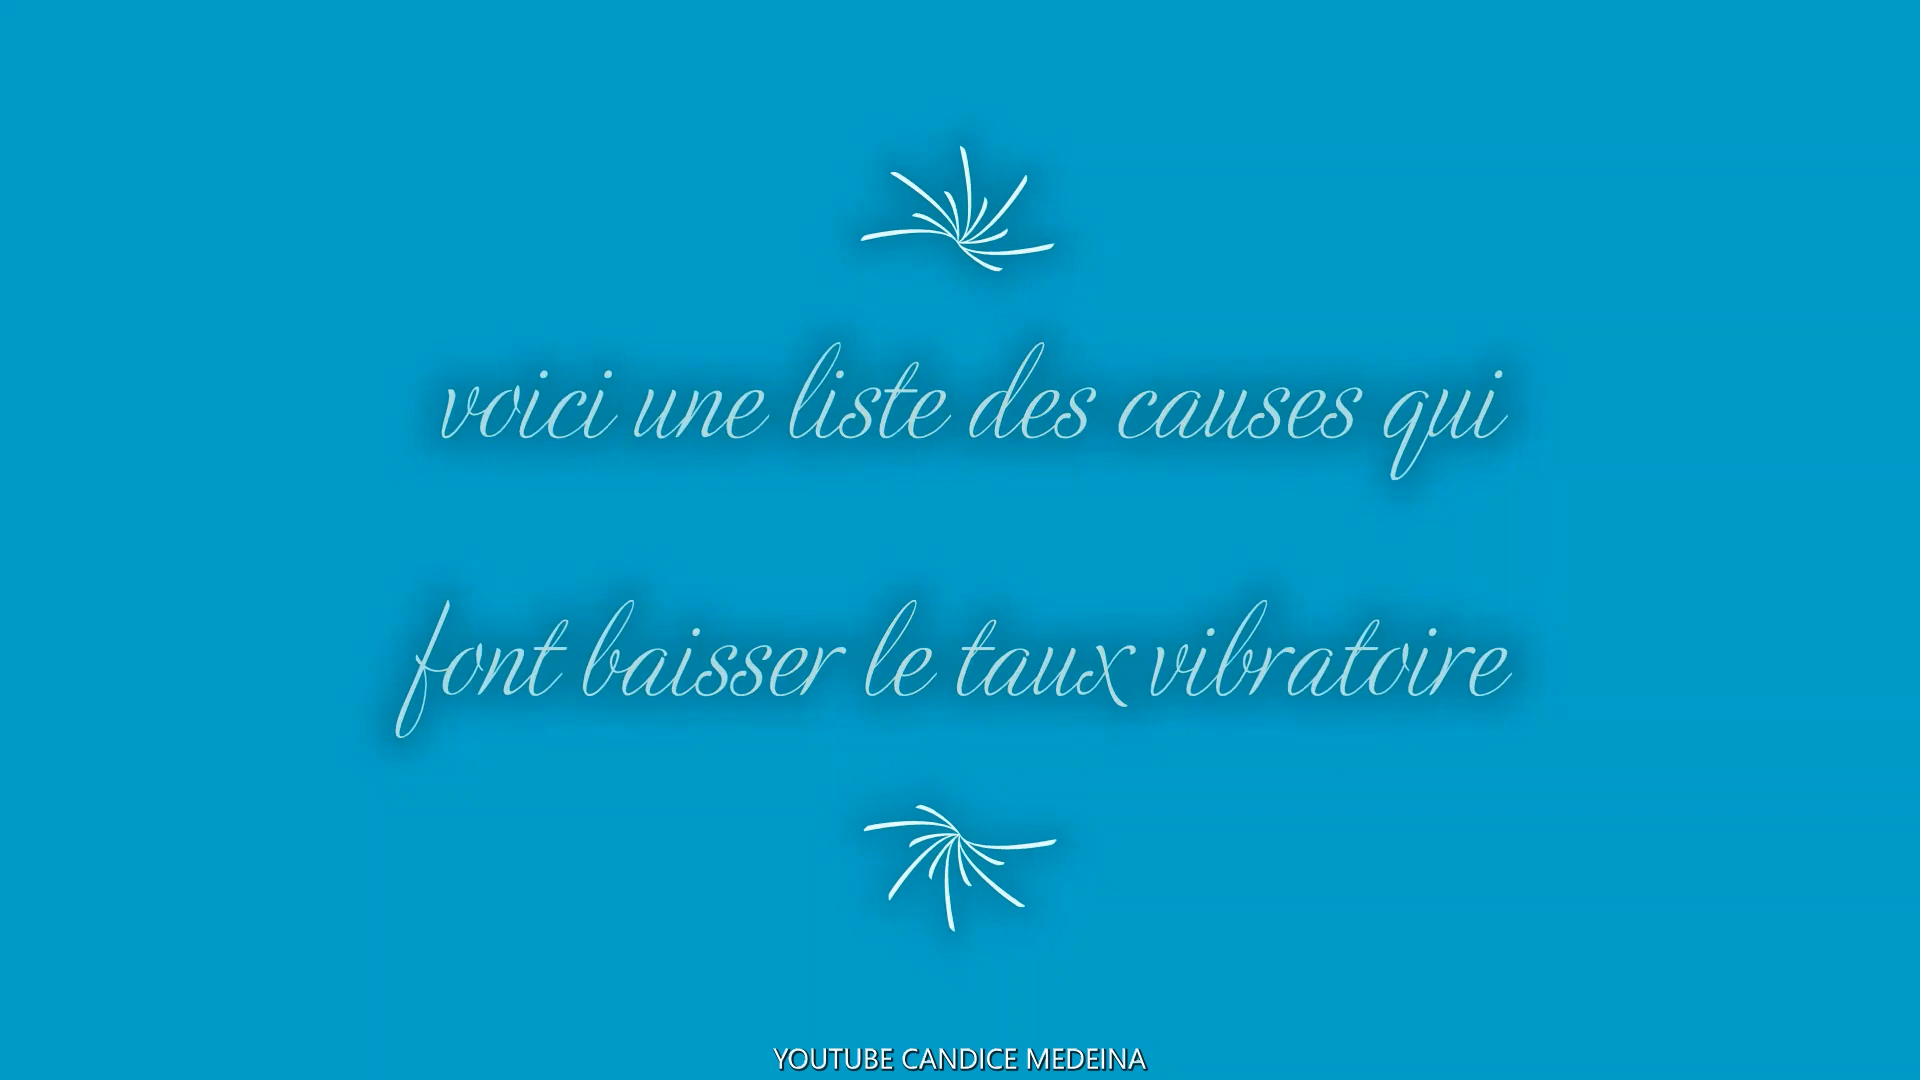 voici une liste des causes qui
font baisser le taux vibratoire
YOUTUBE CANDICE MEDEINA